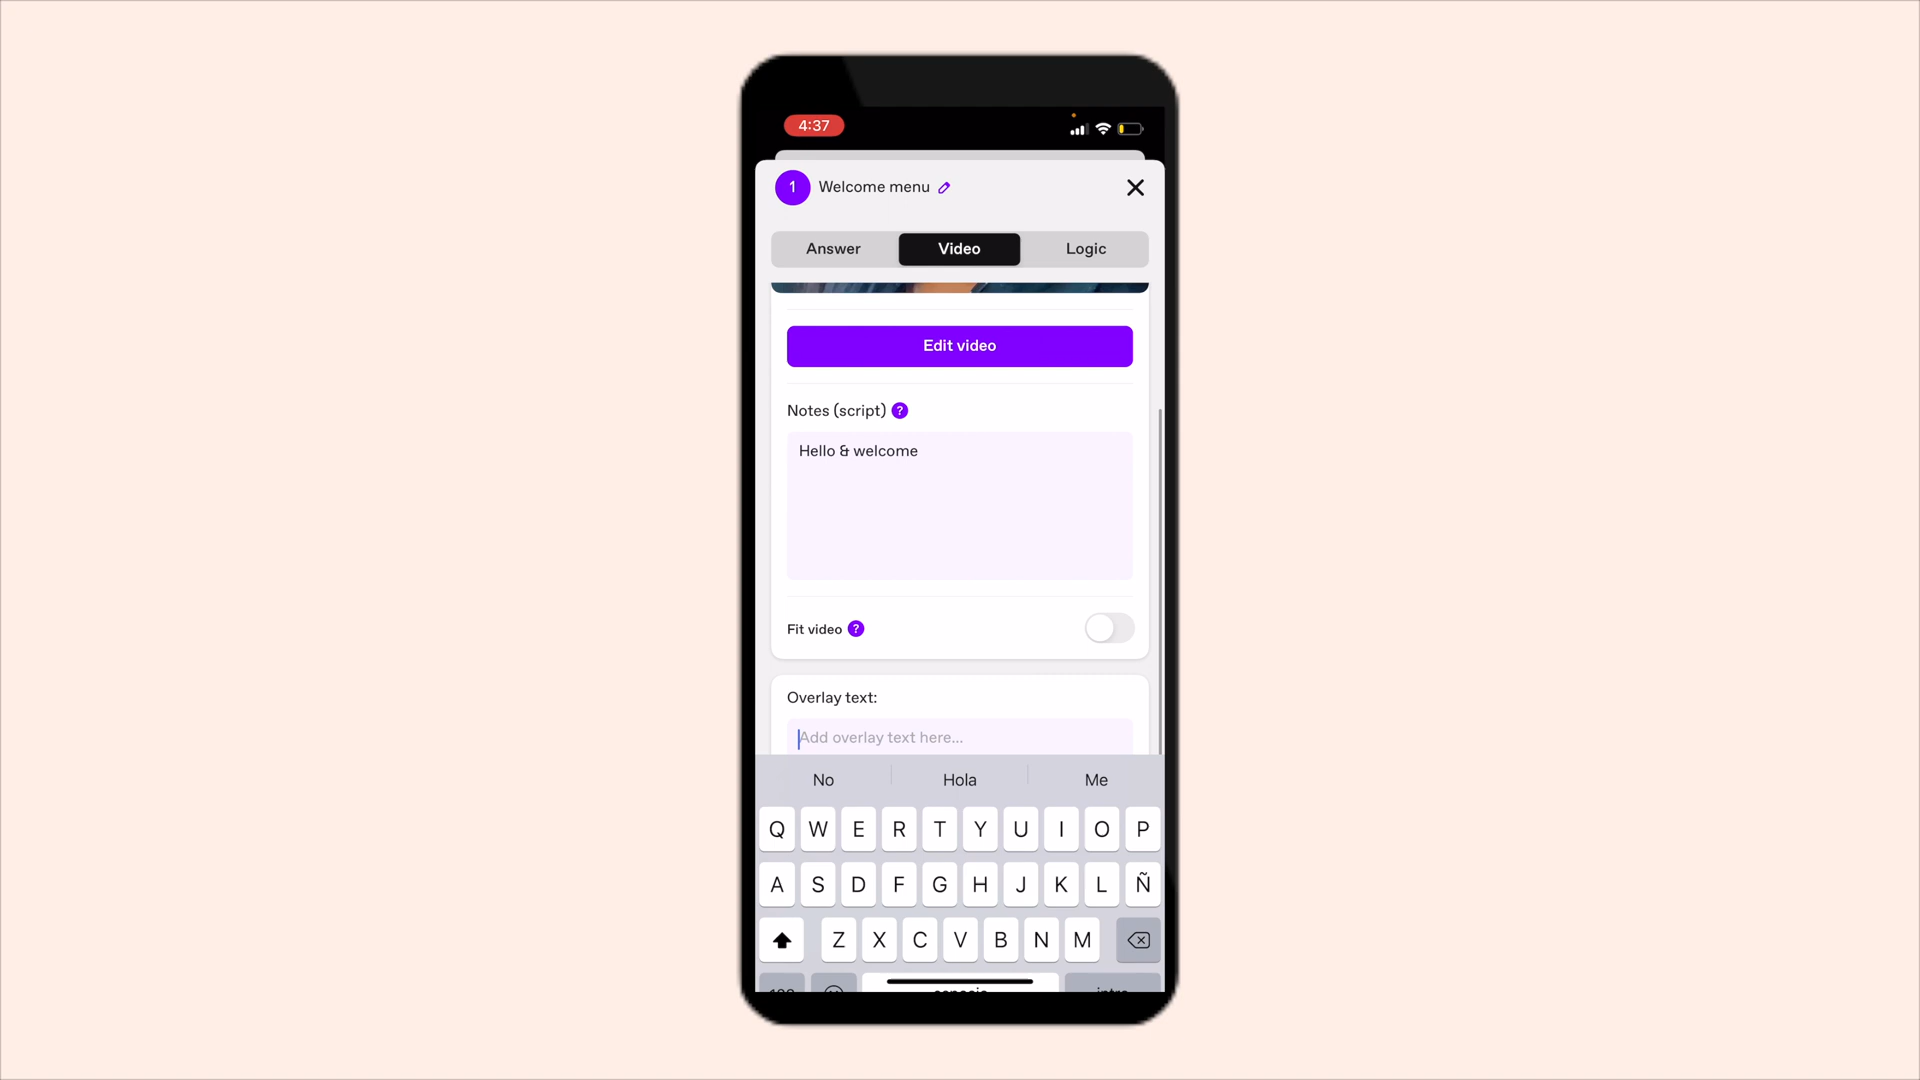 4:37
1 Welcome menu
Answer Video Logic
Edit video
Notes (script) ?
Hello & welcome
Fit video ?
Overlay text:
Add overlay text here...
No Hola Me
Q W E R T Y U I O P
A S D F G H J K L Ñ
Z X C V B N M